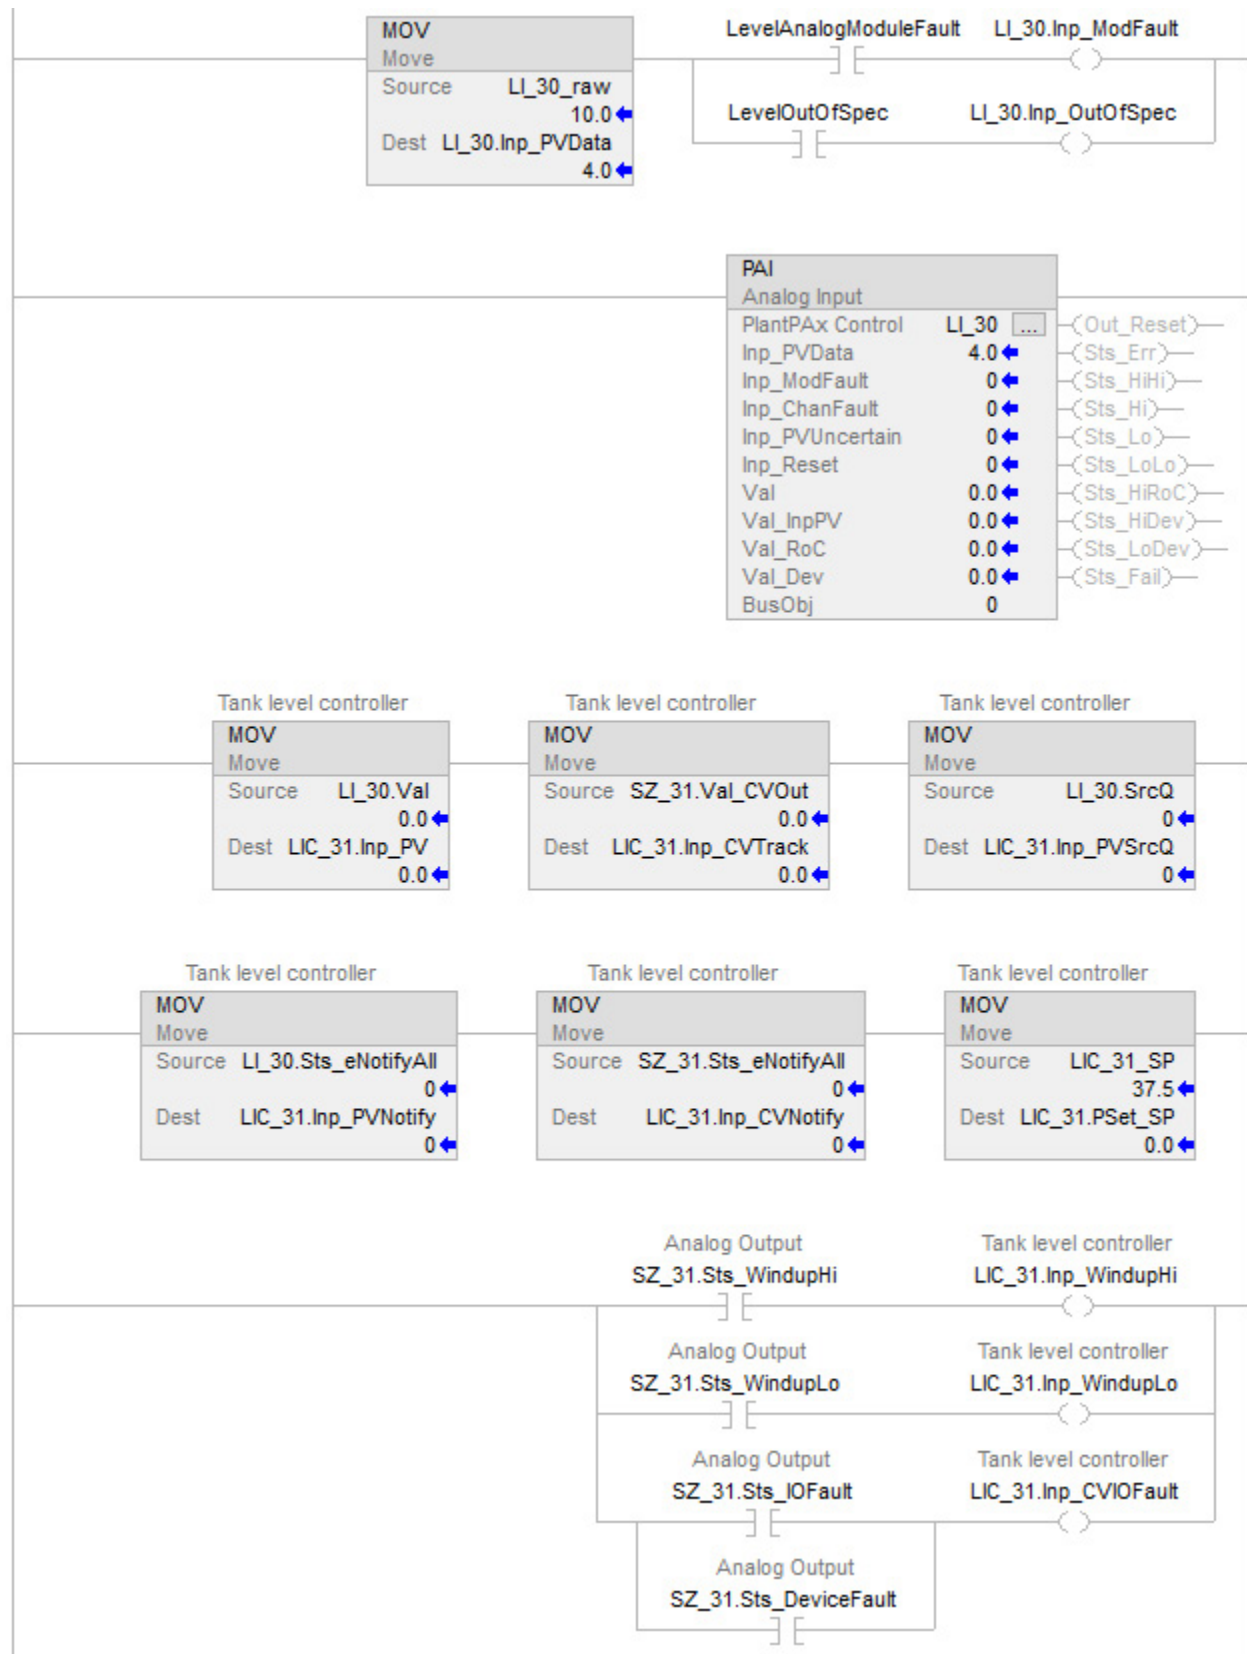 MOV
Move
Source LI_30_raw
10.0
Dest LI_30.Inp_PVData
4.0
LevelAnalogModuleFault LI_30.Inp_ModFault
LevelOutOfSpec LI_30.Inp_OutOfSpec
PAI
Analog Input
PlantPAx Control LI_30 ...
Inp_PVData 4.0
Inp_ModFault 0
Inp_ChanFault 0
Inp_PVUncertain 0
Inp_Reset 0
Val 0.0
Val_InpPV 0.0
Val_RoC 0.0
Val_Dev 0.0
BusObj 0
Out_Reset
Sts_Err
Sts_HiHi
Sts_Hi
Sts_Lo
Sts_LoLo
Sts_HiRoC
Sts_HiDev
Sts_LoDev
Sts_Fail
Tank level controller
MOV
Move
Source LI_30.Val
0.0
Dest LIC_31.Inp_PV
0.0
Tank level controller
MOV
Move
Source SZ_31.Val_CVOut
0.0
Dest LIC_31.Inp_CVTrack
0.0
Tank level controller
MOV
Move
Source LI_30.SrcQ
0
Dest LIC_31.Inp_PVSrcQ
0
Tank level controller
MOV
Move
Source LI_30.Sts_eNotifyAll
0
Dest LIC_31.Inp_PVNotify
0
Tank level controller
MOV
Move
Source SZ_31.Sts_eNotifyAll
0
Dest LIC_31.Inp_CVNotify
0
Tank level controller
MOV
Move
Source LIC_31_SP
37.5
Dest LIC_31.PSet_SP
0.0
Analog Output Tank level controller
SZ_31.Sts_WindupHi LIC_31.Inp_WindupHi
Analog Output Tank level controller
SZ_31.Sts_WindupLo LIC_31.Inp_WindupLo
Analog Output Tank level controller
SZ_31.Sts_IOFault LIC_31.Inp_CVIOFault
Analog Output
SZ_31.Sts_DeviceFault